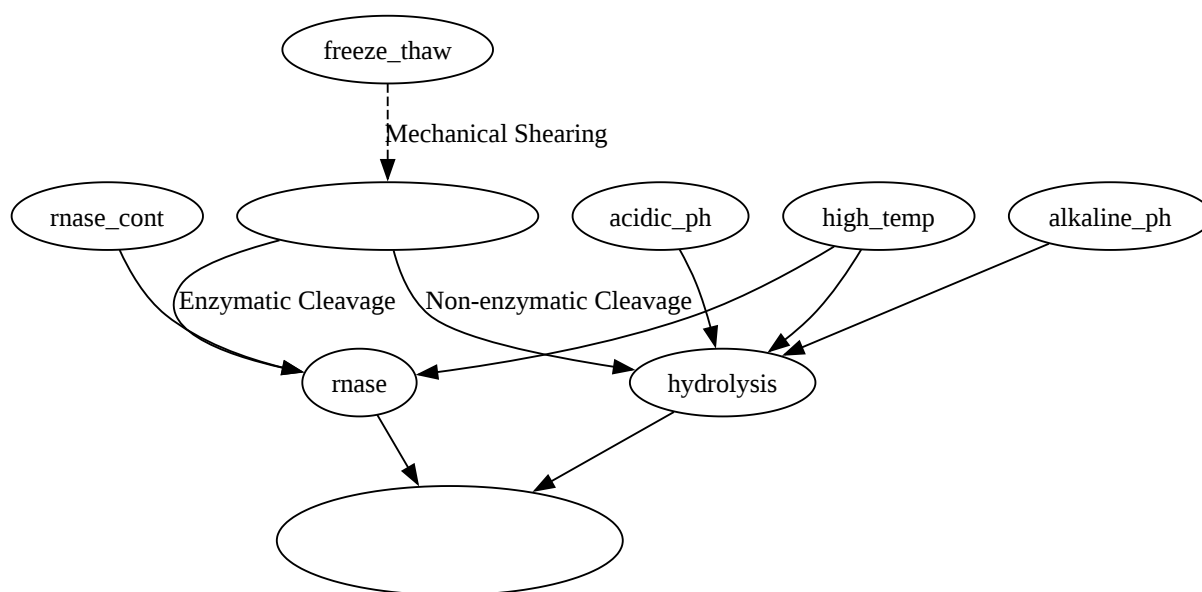 freeze_thaw
Mechanical Shearing
rnase_cont
acidic_ph
high_temp
alkaline_ph
Enzymatic Cleavage
Non-enzymatic Cleavage
rnase
hydrolysis